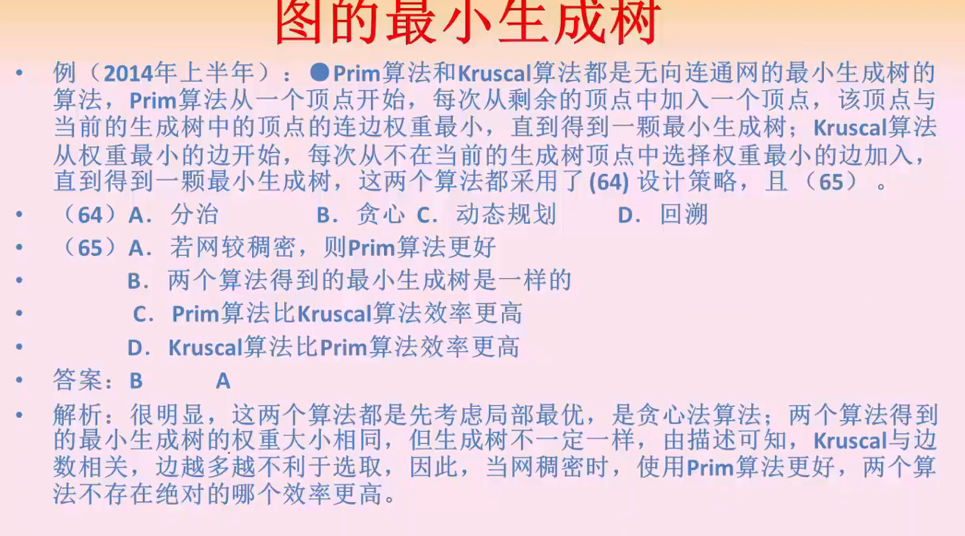 图的最小生成树
• 例（2014年上半年）：●Prim算法和Kruscal算法都是无向连通网的最小生成树的
算法，Prim算法从一个顶点开始，每次从剩余的顶点中加入一个顶点，该顶点与
当前的生成树中的顶点的连边权重最小，直到得到一颗最小生成树；Kruscal算法
从权重最小的边开始，每次从不在当前的生成树顶点中选择权重最小的边加入，
直到得到一颗最小生成树，这两个算法都采用了(64)设计策略，且（65）。
• （64）A．分治 B．贪心 C．动态规划 D．回溯
• （65）A．若网较稠密，则Prim算法更好
• B．两个算法得到的最小生成树是一样的
• C．Prim算法比Kruscal算法效率更高
• D．Kruscal算法比Prim算法效率更高
• 答案：B A
• 解析：很明显，这两个算法都是先考虑局部最优，是贪心法算法；两个算法得到
的最小生成树的权重大小相同，但生成树不一定一样，由描述可知，Kruscal与边
数相关，边越多越不利于选取，因此，当网稠密时，使用Prim算法更好，两个算
法不存在绝对的哪个效率更高。